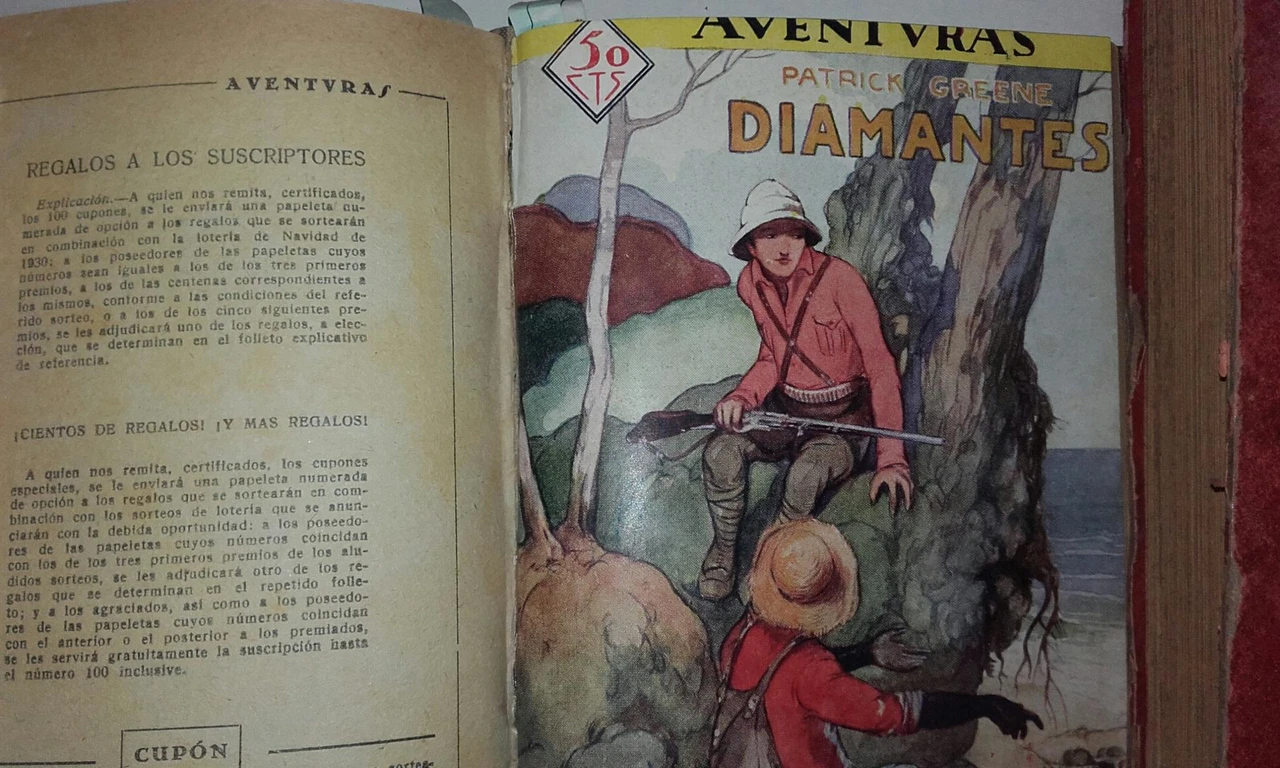 AVENTVRAS
REGALOS A LOS SUSCRIPTORES
Explicación.—A quien nos remita, certificados,
los 100 cupones, se le enviará una papeleta nu-
merada de opción a los regalos que se sortearán
en combinación con la lotería de Navidad de
1930: a los poseedores de las papeletas cuyos
números sean iguales a los de los tres primeros
premios, a los de las centenas correspondientes a
los mismos, conforme a las condiciones del refe-
rido sorteo, o a los de los cinco siguientes pre-
mios, se les adjudicará uno de los regalos, a elec-
ción, que se determinan en el folleto explicativo
de referencia.
¡CIENTOS DE REGALOS! ¡Y MAS REGALOS!
A quien nos remita, certificados, los cupones
especiales, se le enviará una papeleta numerada
de opción a los regalos que se sortearán en com-
binación con los sorteos de lotería que se anun-
ciarán con la debida oportunidad: a los poseedo-
res de las papeletas cuyos números coincidan
con los de los tres primeros premios de los alu-
didos sorteos, se les adjudicará otro de los re-
galos que se determinan en el repetido folle-
to; y a los agraciados, así como a los poseedo-
res de las papeletas cuyos números coincidan
con el anterior o el posterior a los premiados,
se les servirá gratuitamente la suscripción hasta
el número 100 inclusive.
CUPÓN
AVENTVRAS
50
CTS
PATRICK GREENE
DIAMANTES